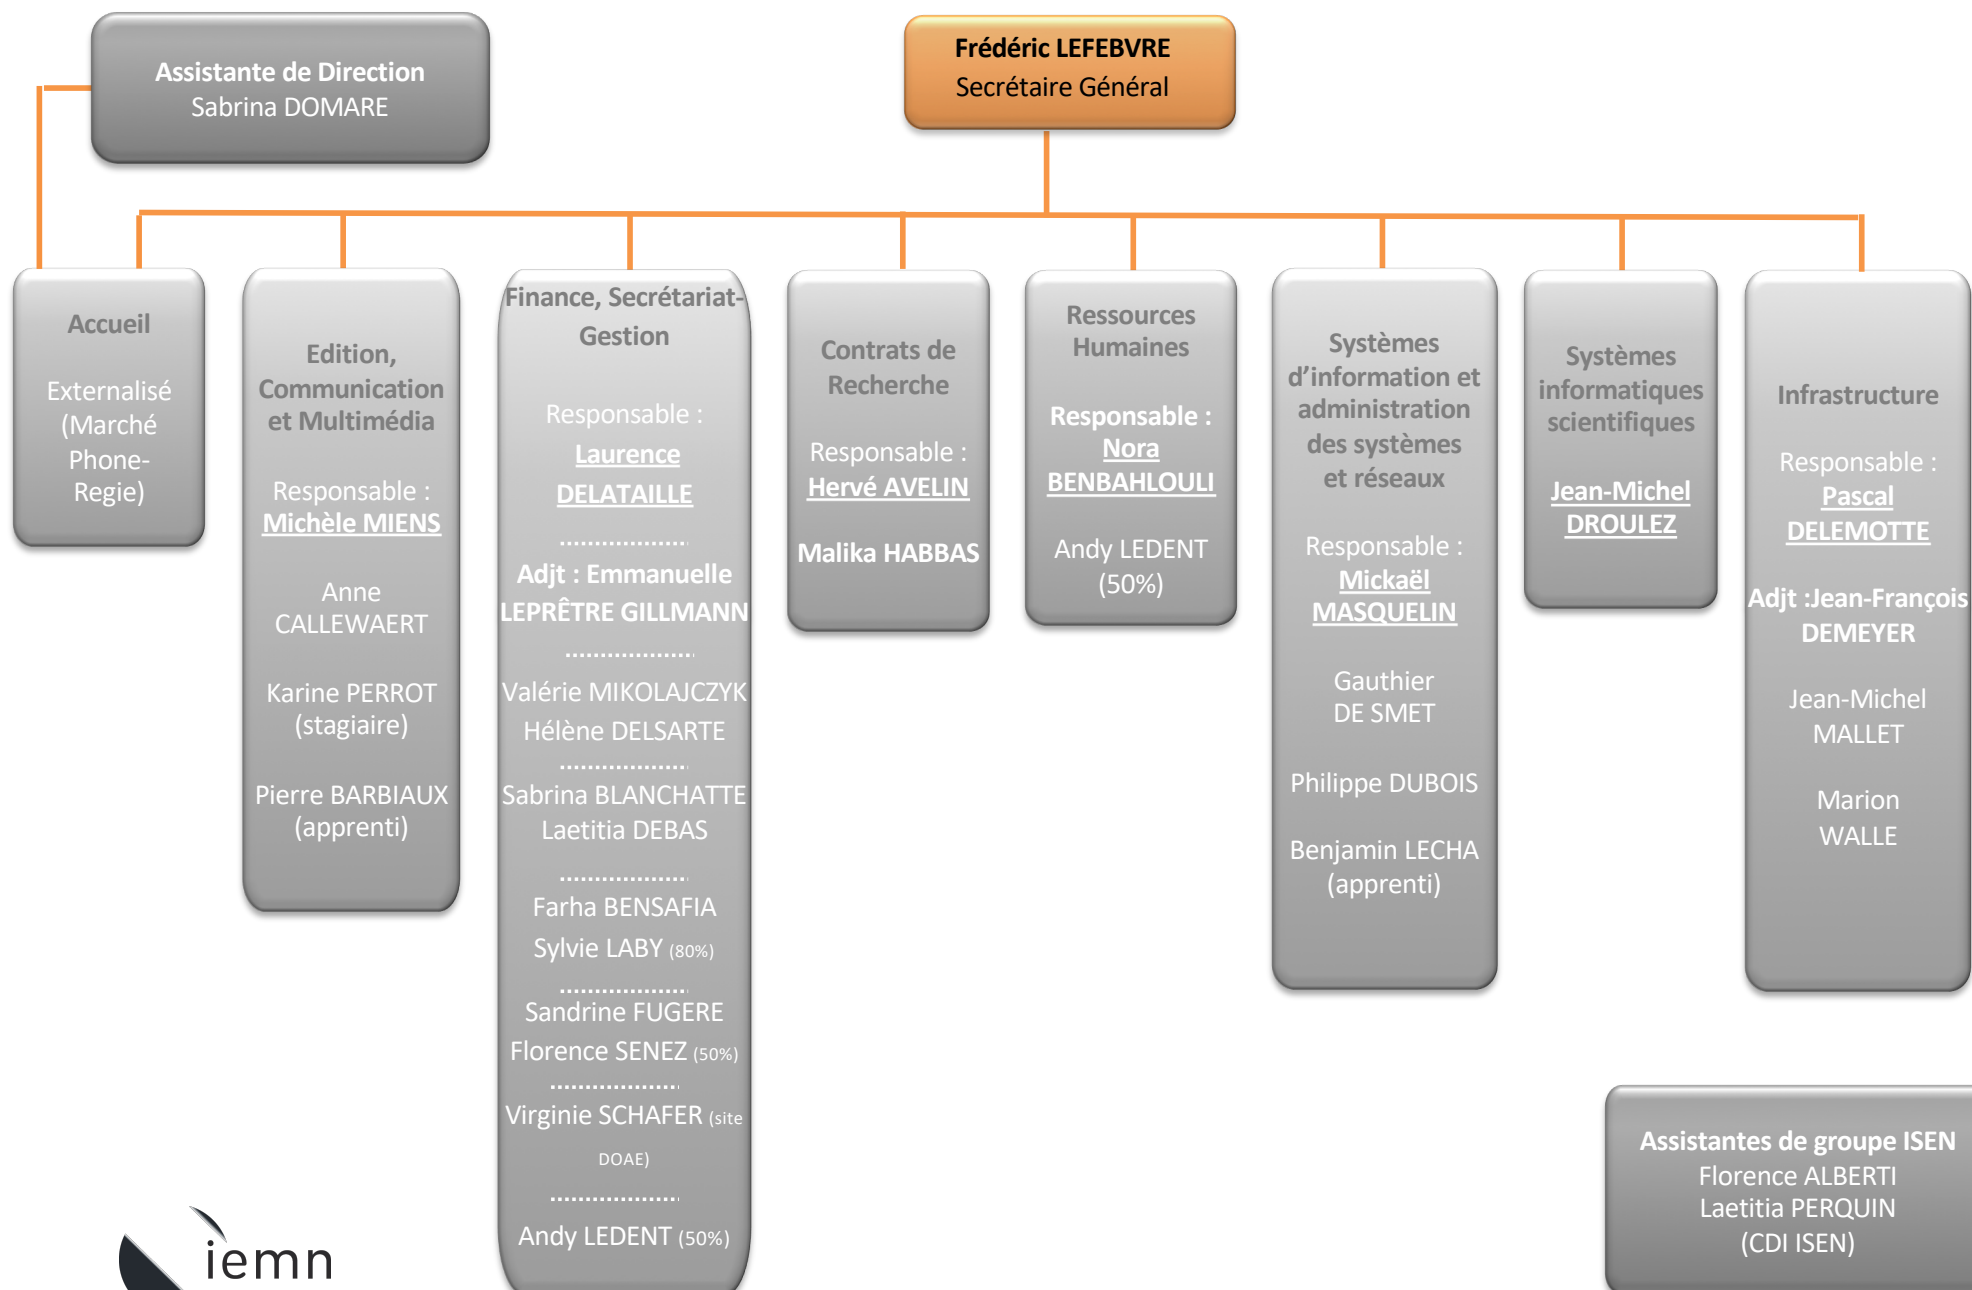 Assistante de Direction
Sabrina DOMARE
Frédéric LEFEBVRE
Secrétaire Général
Accueil
Externalisé
(Marché
Phone-
Regie)
Edition,
Communication
et Multimédia
Responsable :
Michèle MIENS
Anne
CALLEWAERT
Karine PERROT
(stagiaire)
Pierre BARBIAUX
(apprenti)
Finance, Secrétariat-
Gestion
Responsable :
Laurence
DELATAILLE
......................
Adjt : Emmanuelle
LEPRÊTRE GILLMANN
......................
Valérie MIKOLAJCZYK
Hélène DELSARTE
......................
Sabrina BLANCHATTE
Laetitia DEBAS
......................
Farha BENSAFIA
Sylvie LABY (80%)
......................
Sandrine FUGERE
Florence SENEZ (50%)
......................
Virginie SCHAFER (site
DOAE)
......................
Andy LEDENT (50%)
Contrats de
Recherche
Responsable :
Hervé AVELIN
Malika HABBAS
Ressources
Humaines
Responsable :
Nora
BENBAHLOULI
Andy LEDENT
(50%)
Systèmes
d’information et
administration
des systèmes
et réseaux
Responsable :
Mickaël
MASQUELIN
Gauthier
DE SMET
Philippe DUBOIS
Benjamin LECHA
(apprenti)
Systèmes
informatiques
scientifiques
Jean-Michel
DROULEZ
Infrastructure
Responsable :
Pascal
DELEMOTTE
Adjt :Jean-François
DEMEYER
Jean-Michel
MALLET
Marion
WALLE
Assistantes de groupe ISEN
Florence ALBERTI
Laetitia PERQUIN
(CDI ISEN)
iemn